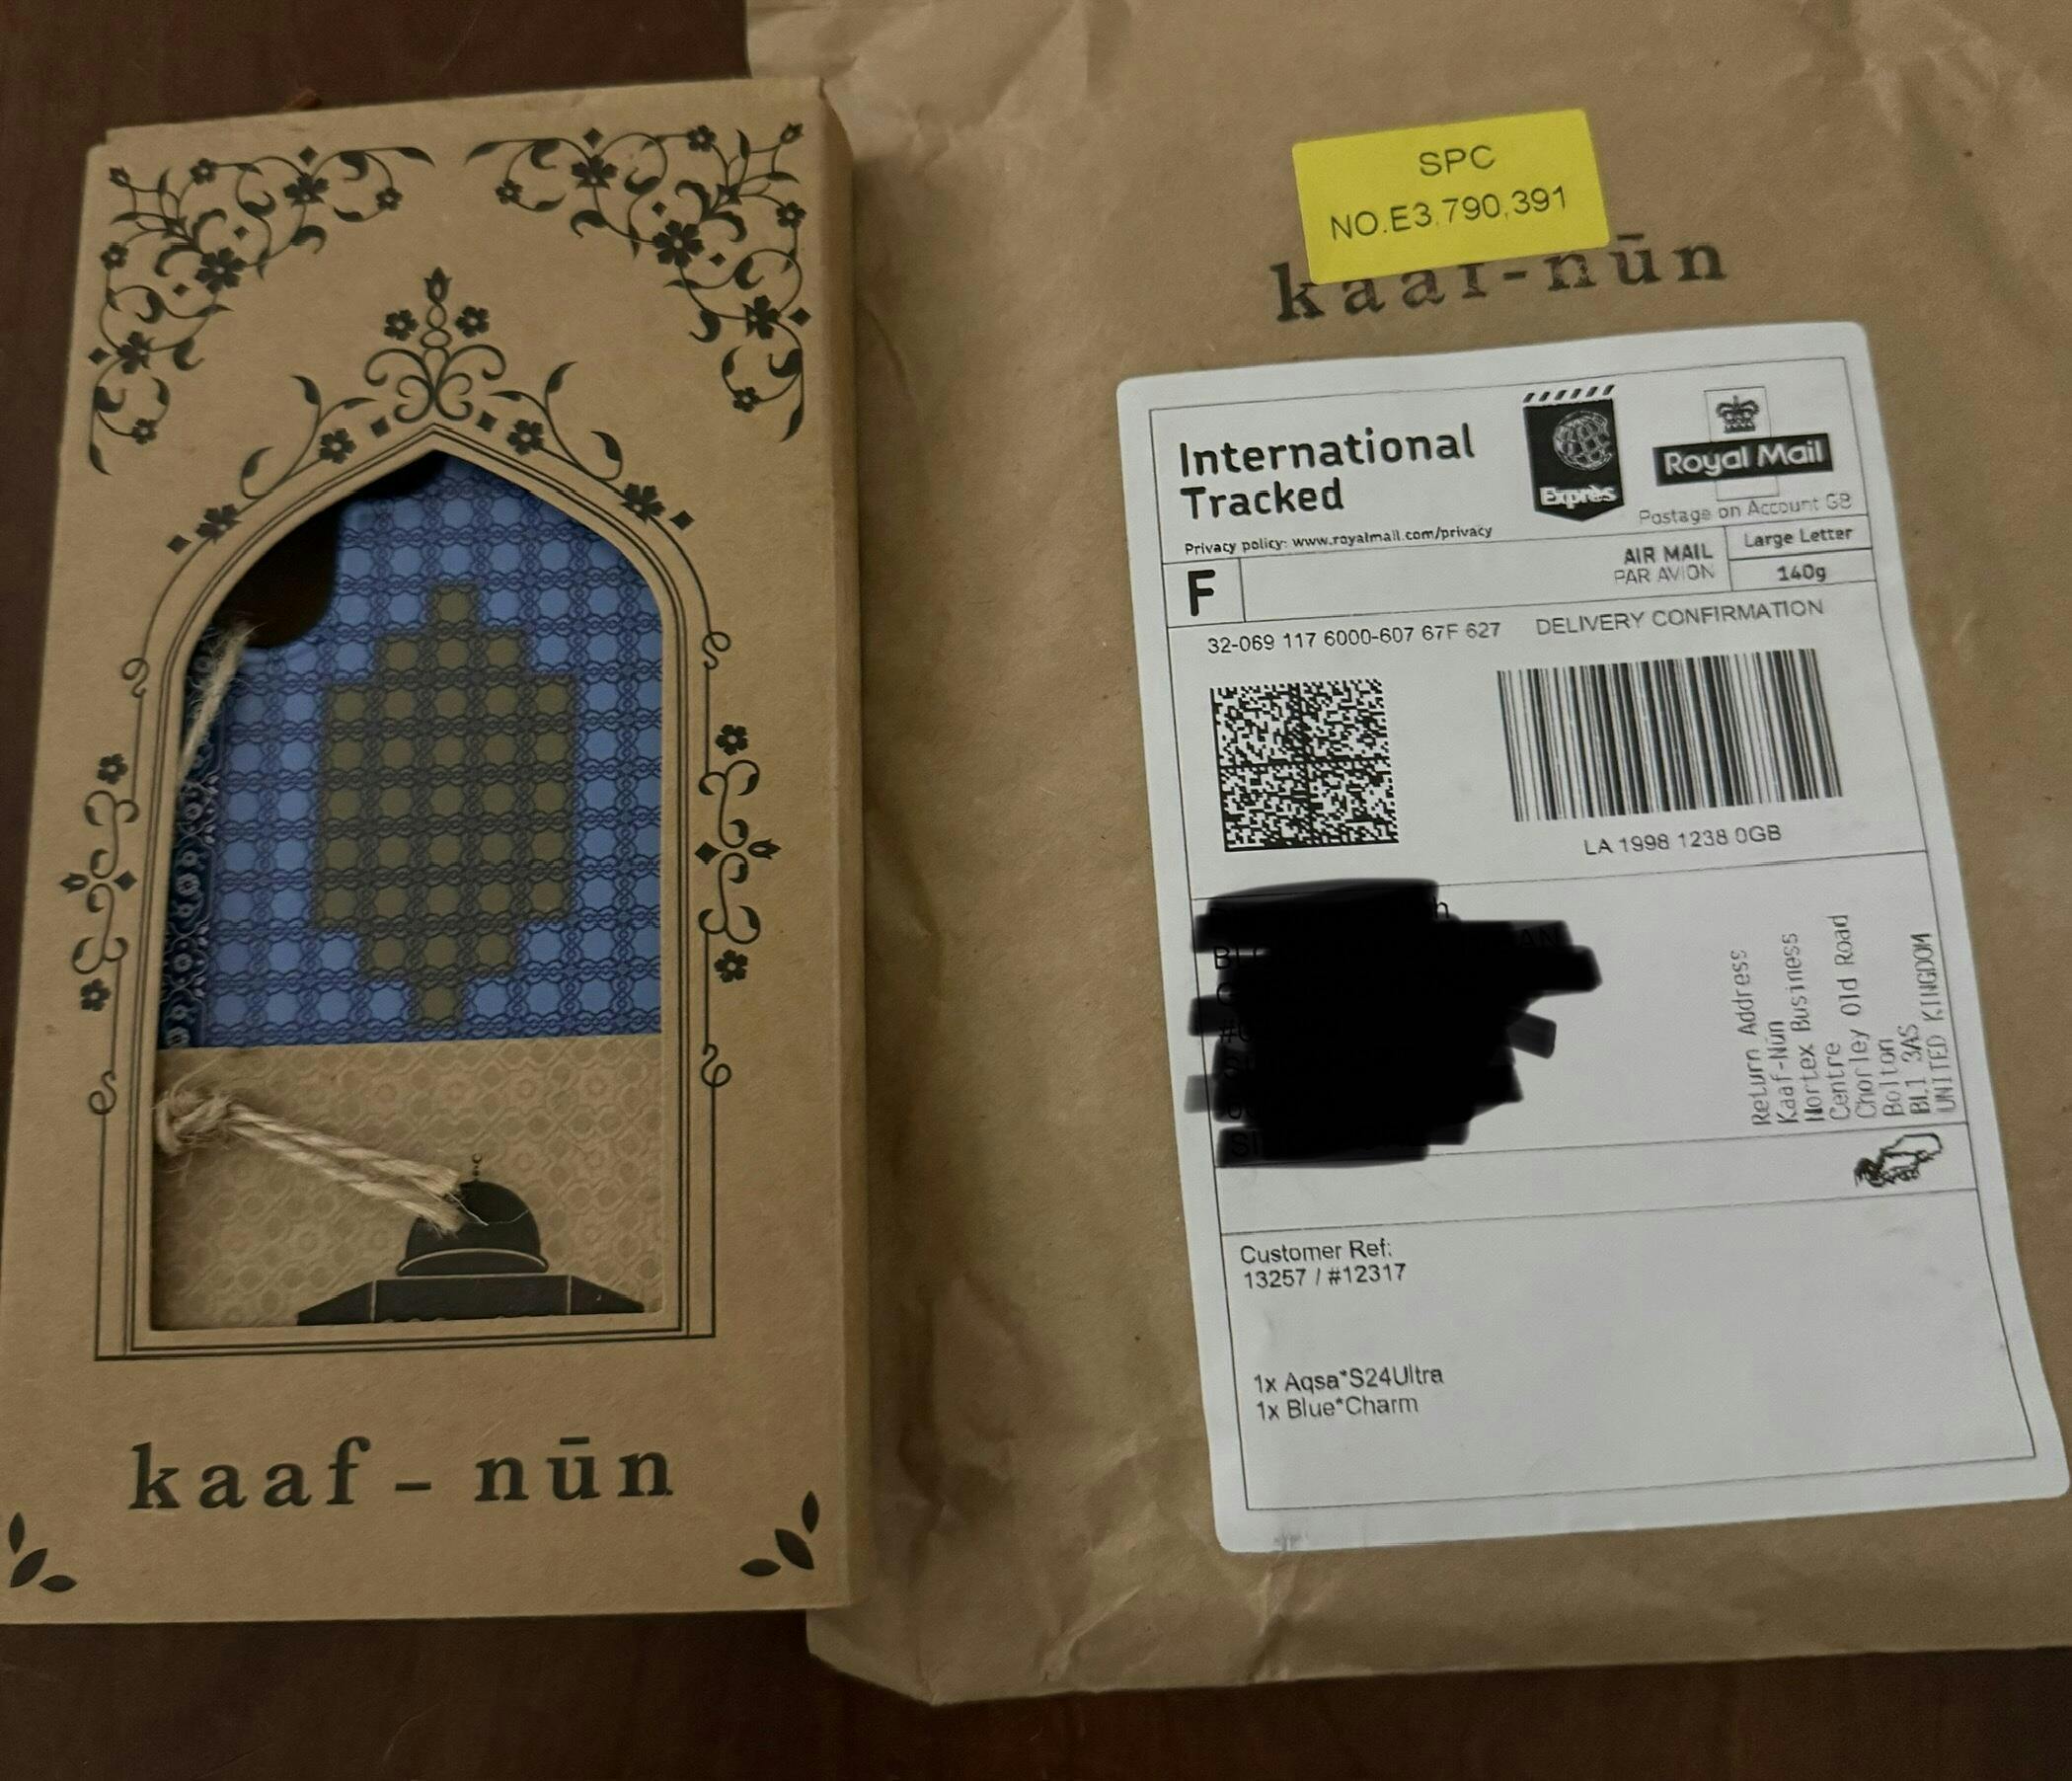 kaaf - nūn
SPC
NO.E3.790,391
kaaf-nūn
International
Tracked
Privacy policy: www.royalmail.com/privacy
Exprès
Royal Mail
Postage on Account GB
F
AIR MAIL
PAR AVION
Large Letter
140g
32-069 117 6000-607 67F 627
DELIVERY CONFIRMATION
LA 1998 1238 0GB
Return Address
Kaaf-Nūn
Nortex Business
Centre
Chorley Old Road
Bolton
BL1 3AS
UNITED KINGDOM
Customer Ref:
13257 / #12317
1x Aqsa*S24Ultra
1x Blue*Charm